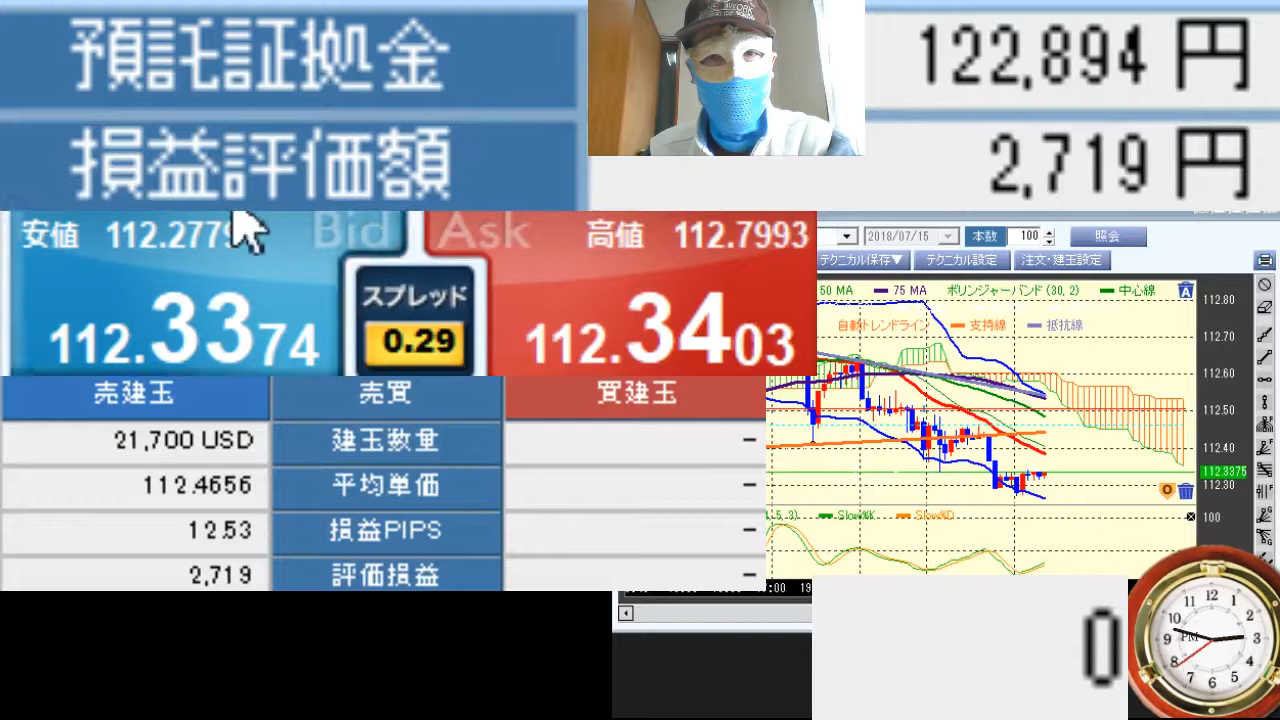 預託証拠金 122,894 円
損益評価額 2,719 円
安値 112.2779 Bid Ask 高値 112.7993
112.3374 スプレッド 0.29 112.3403
売建玉 売買 買建玉
21,700 USD 建玉数量 -
112.4656 平均単価 -
12.53 損益PIPS -
2,719 評価損益 -
2018/07/15 本数 100 照会
テクニカル保存▼ テクニカル設定 注文・建玉設定
50 MA 75 MA ボリンジャーバンド (30, 2) 中心線
自動トレンドライン 支持線 抵抗線
112.80
112.70
112.60
112.50
112.40
112.3375
112.30
Slow%K Slow%D
100
0
12 1 2 3 4 5 6 7 8 9 10 11
PM